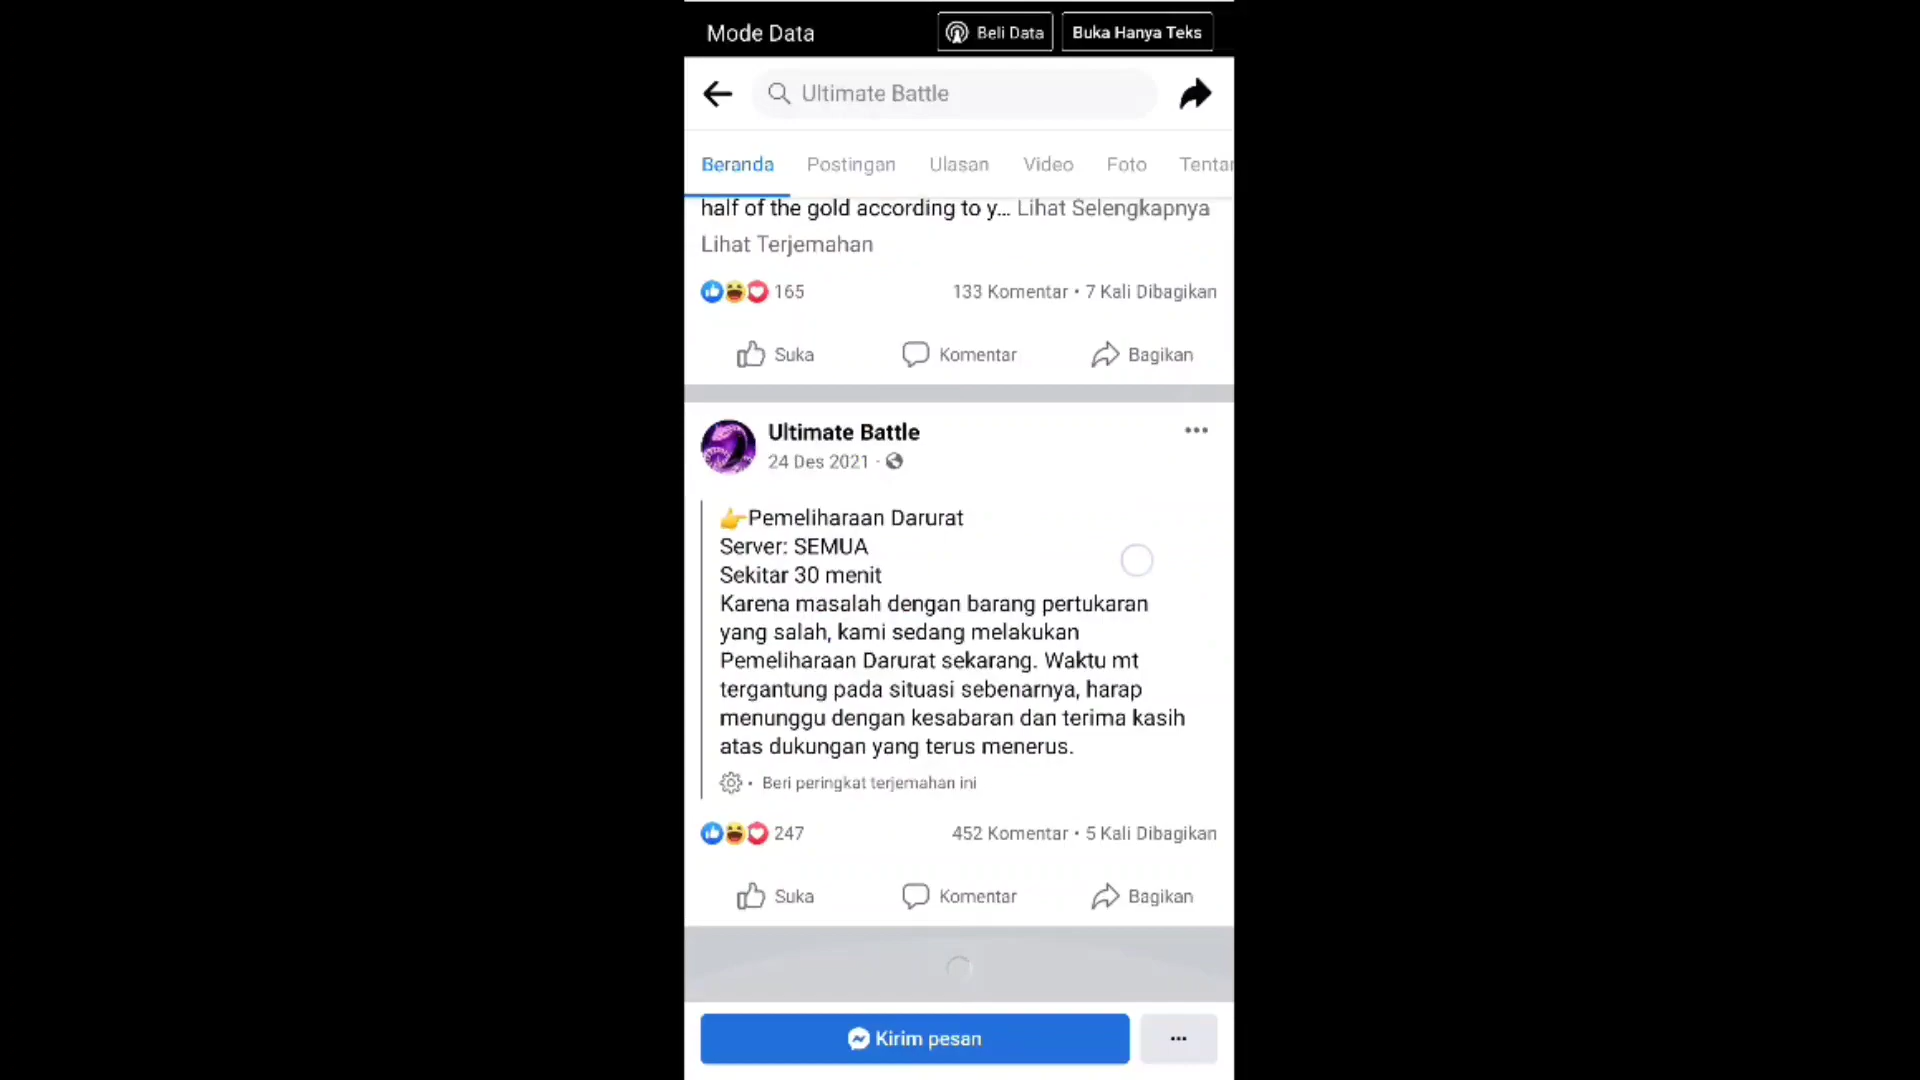 Mode Data
Beli Data
Buka Hanya Teks
Ultimate Battle
Beranda
Postingan
Ulasan
Video
Foto
Tentan
half of the gold according to y... Lihat Selengkapnya
Lihat Terjemahan
165
133 Komentar • 7 Kali Dibagikan
Suka
Komentar
Bagikan
Ultimate Battle
24 Des 2021 ·
👉Pemeliharaan Darurat
Server: SEMUA
Sekitar 30 menit
Karena masalah dengan barang pertukaran
yang salah, kami sedang melakukan
Pemeliharaan Darurat sekarang. Waktu mt
tergantung pada situasi sebenarnya, harap
menunggu dengan kesabaran dan terima kasih
atas dukungan yang terus menerus.
• Beri peringkat terjemahan ini
247
452 Komentar • 5 Kali Dibagikan
Suka
Komentar
Bagikan
Kirim pesan